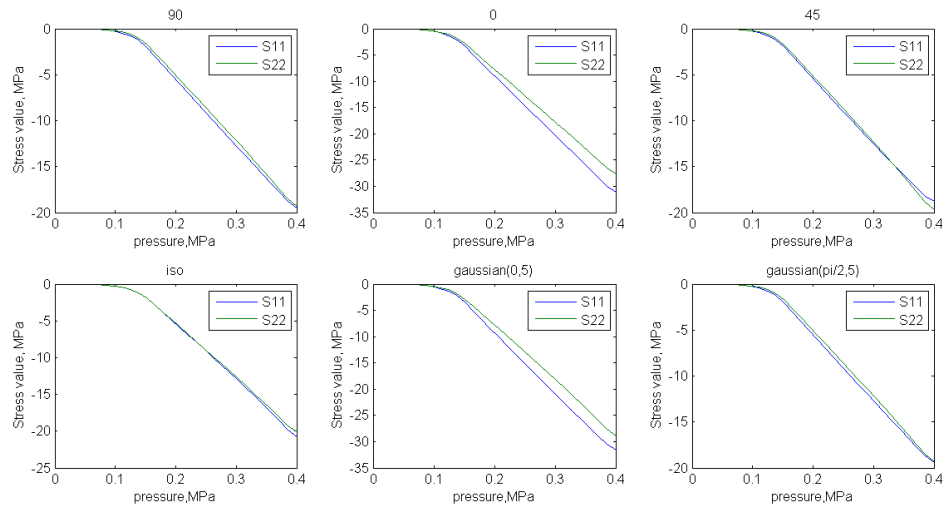 90
0
45
0
-5
-10
-15
-20
Stress value, MPa
S11
S22
0
0.1
0.2
0.3
0.4
pressure,MPa
0
-5
-10
-15
-20
-25
-30
-35
Stress value, MPa
S11
S22
0
0.1
0.2
0.3
0.4
pressure,MPa
0
-5
-10
-15
-20
Stress value, MPa
S11
S22
0
0.1
0.2
0.3
0.4
pressure,MPa
iso
gaussian(0,5)
gaussian(pi/2,5)
0
-5
-10
-15
-20
-25
Stress value, MPa
S11
S22
0
0.1
0.2
0.3
0.4
pressure,MPa
0
-5
-10
-15
-20
-25
-30
-35
Stress value, MPa
S11
S22
0
0.1
0.2
0.3
0.4
pressure,MPa
0
-5
-10
-15
-20
Stress value, MPa
S11
S22
0
0.1
0.2
0.3
0.4
pressure,MPa